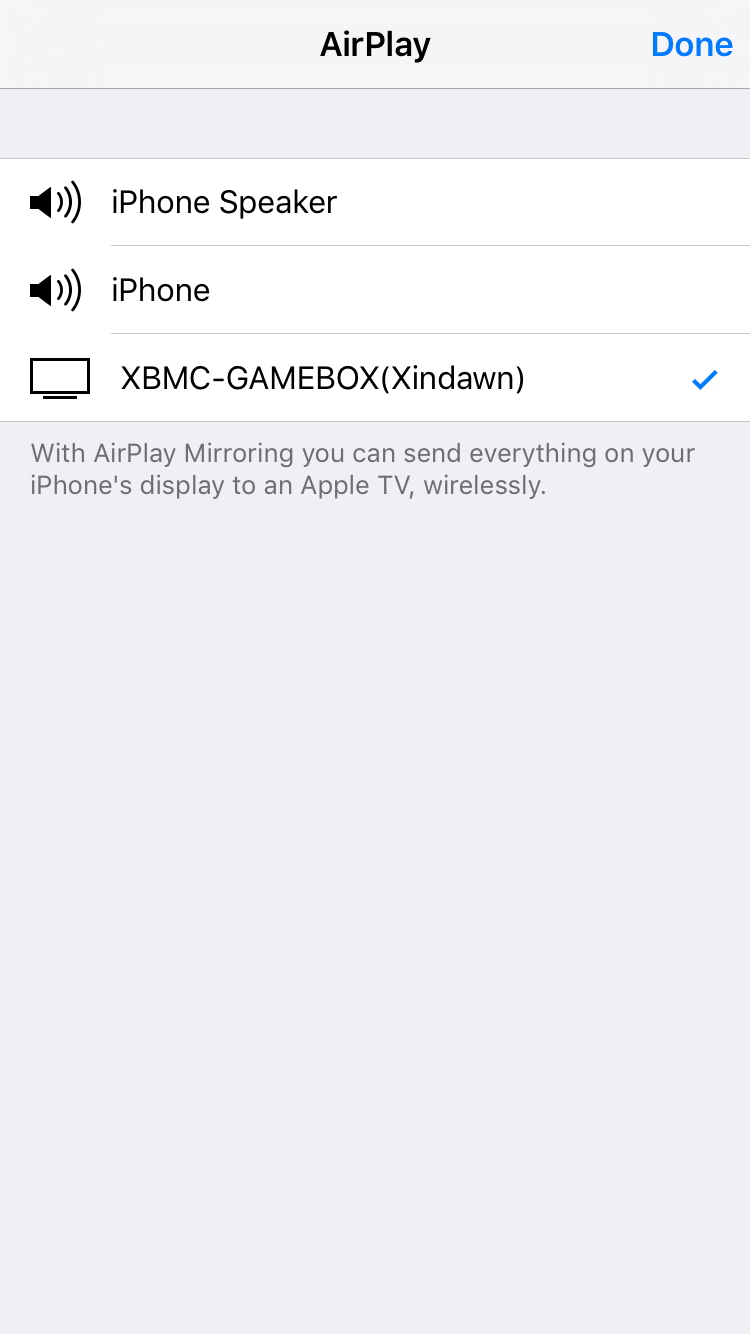 AirPlay
Done
iPhone Speaker
iPhone
XBMC-GAMEBOX(Xindawn)
With AirPlay Mirroring you can send everything on your
iPhone's display to an Apple TV, wirelessly.